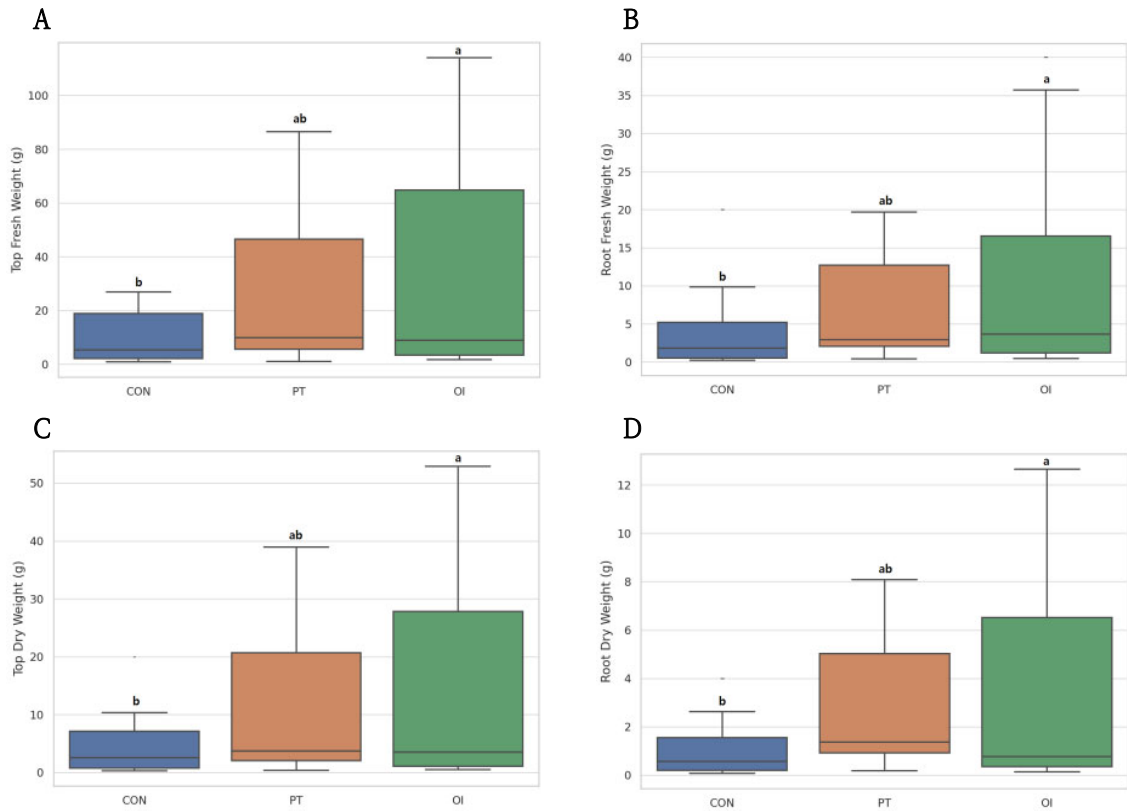 A
Top Fresh Weight (g)
100
80
60
40
20
0
b
ab
a
CON PT OI
B
Root Fresh Weight (g)
40
35
30
25
20
15
10
5
0
b
ab
a
CON PT OI
C
Top Dry Weight (g)
50
40
30
20
10
0
b
ab
a
CON PT OI
D
Root Dry Weight (g)
12
10
8
6
4
2
0
b
ab
a
CON PT OI